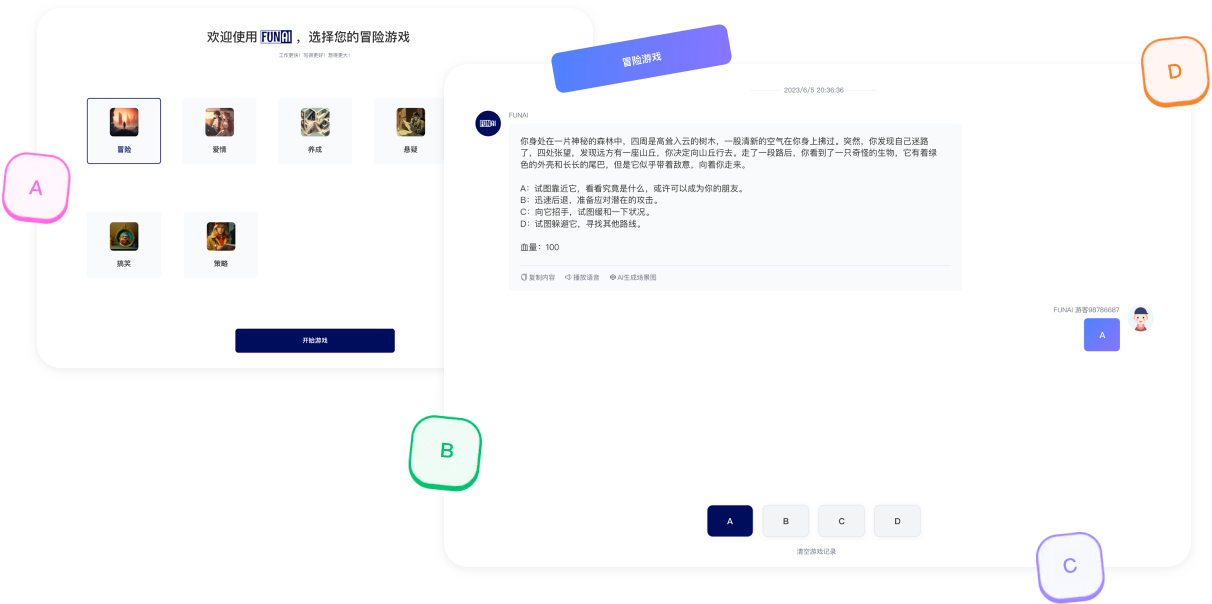 欢迎使用 FUNAI ，选择您的冒险游戏
工作更快！写得更好！想得更大！
冒险
爱情
养成
悬疑
搞笑
策略
开始游戏
A
B
冒险游戏
D
2023/6/5 20:36:36
FUNAI
FUNAI
你身处在一片神秘的森林中，四周是高耸入云的树木，一股清新的空气在你身上拂过。突然，你发现自己迷路
了，四处张望，发现远方有一座山丘，你决定向山丘行去。走了一段路后，你看到了一只奇怪的生物，它有着绿
色的外壳和长长的尾巴，但是它似乎带着敌意，向着你走来。
A：试图靠近它，看看究竟是什么，或许可以成为你的朋友。
B：迅速后退，准备应对潜在的攻击。
C：向它招手，试图缓和一下状况。
D：试图躲避它，寻找其他路线。
血量：100
复制内容 播放语音 AI生成场景图
FUNAI 游客98786687
A
A B C D
清空游戏记录
C